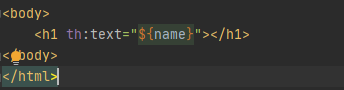 <body>
    <h1 th:text="${name}"></h1>
</body>
</html>